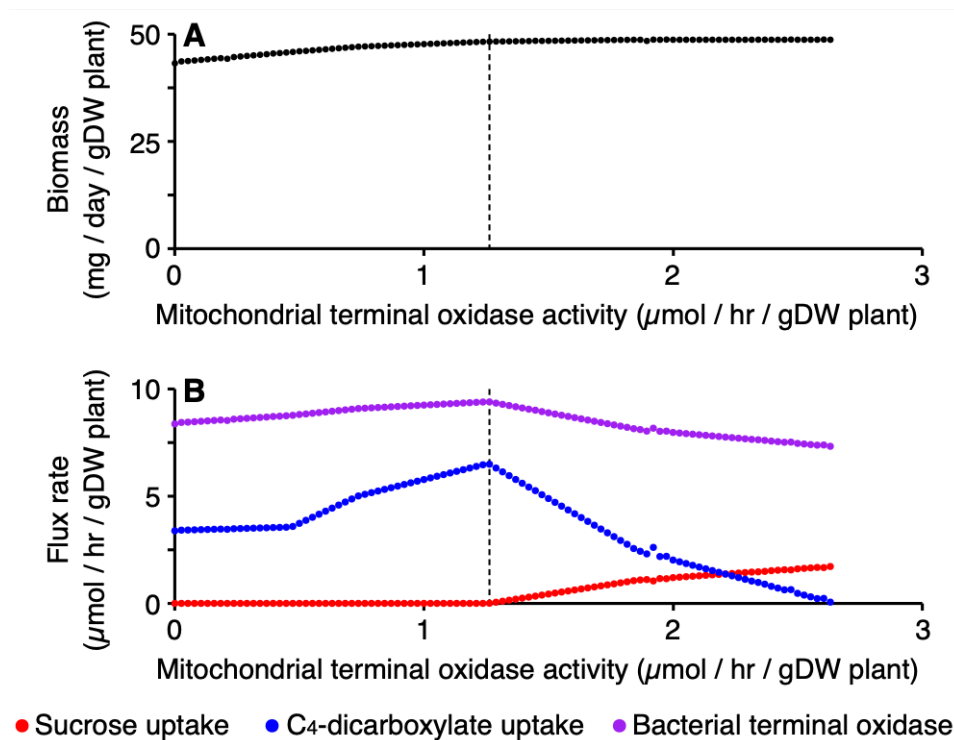 A
50
25
0
Biomass
(mg / day / gDW plant)
0 1 2 3
Mitochondrial terminal oxidase activity (µmol / hr / gDW plant)
B
10
5
0
Flux rate
(µmol / hr / gDW plant)
0 1 2 3
Mitochondrial terminal oxidase activity (µmol / hr / gDW plant)
Sucrose uptake C₄-dicarboxylate uptake Bacterial terminal oxidase